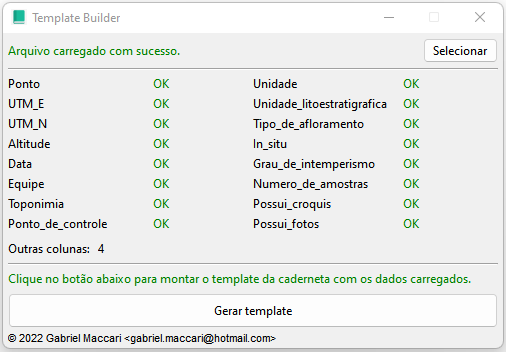 Template Builder
Arquivo carregado com sucesso. Selecionar
Ponto OK Unidade OK
UTM_E OK Unidade_litoestratigrafica OK
UTM_N OK Tipo_de_afloramento OK
Altitude OK In_situ OK
Data OK Grau_de_intemperismo OK
Equipe OK Numero_de_amostras OK
Toponimia OK Possui_croquis OK
Ponto_de_controle OK Possui_fotos OK
Outras colunas: 4
Clique no botão abaixo para montar o template da caderneta com os dados carregados.
Gerar template
© 2022 Gabriel Maccari <gabriel.maccari@hotmail.com>